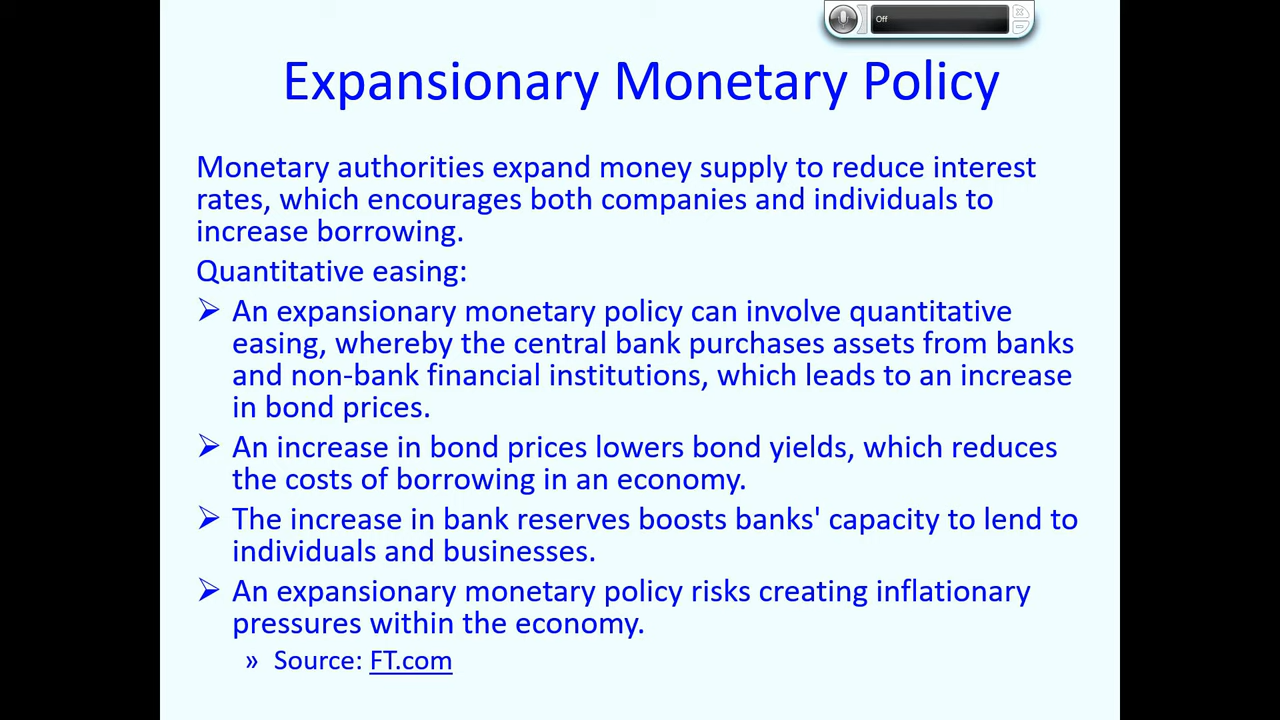 Off
Expansionary Monetary Policy
Monetary authorities expand money supply to reduce interest
rates, which encourages both companies and individuals to
increase borrowing.
Quantitative easing:
➢ An expansionary monetary policy can involve quantitative
easing, whereby the central bank purchases assets from banks
and non-bank financial institutions, which leads to an increase
in bond prices.
➢ An increase in bond prices lowers bond yields, which reduces
the costs of borrowing in an economy.
➢ The increase in bank reserves boosts banks' capacity to lend to
individuals and businesses.
➢ An expansionary monetary policy risks creating inflationary
pressures within the economy.
» Source: FT.com